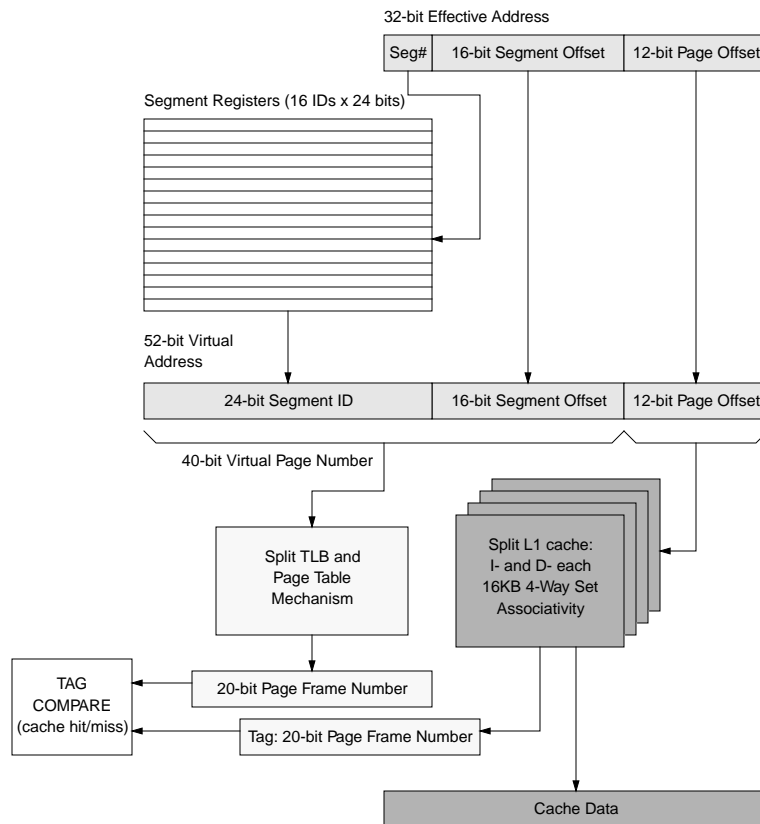 32-bit Effective Address
Seg# 16-bit Segment Offset 12-bit Page Offset
Segment Registers (16 IDs x 24 bits)
52-bit Virtual
Address
24-bit Segment ID 16-bit Segment Offset 12-bit Page Offset
40-bit Virtual Page Number
Split TLB and
Page Table
Mechanism
Split L1 cache:
I- and D- each
16KB 4-Way Set
Associativity
TAG
COMPARE
(cache hit/miss)
20-bit Page Frame Number
Tag: 20-bit Page Frame Number
Cache Data